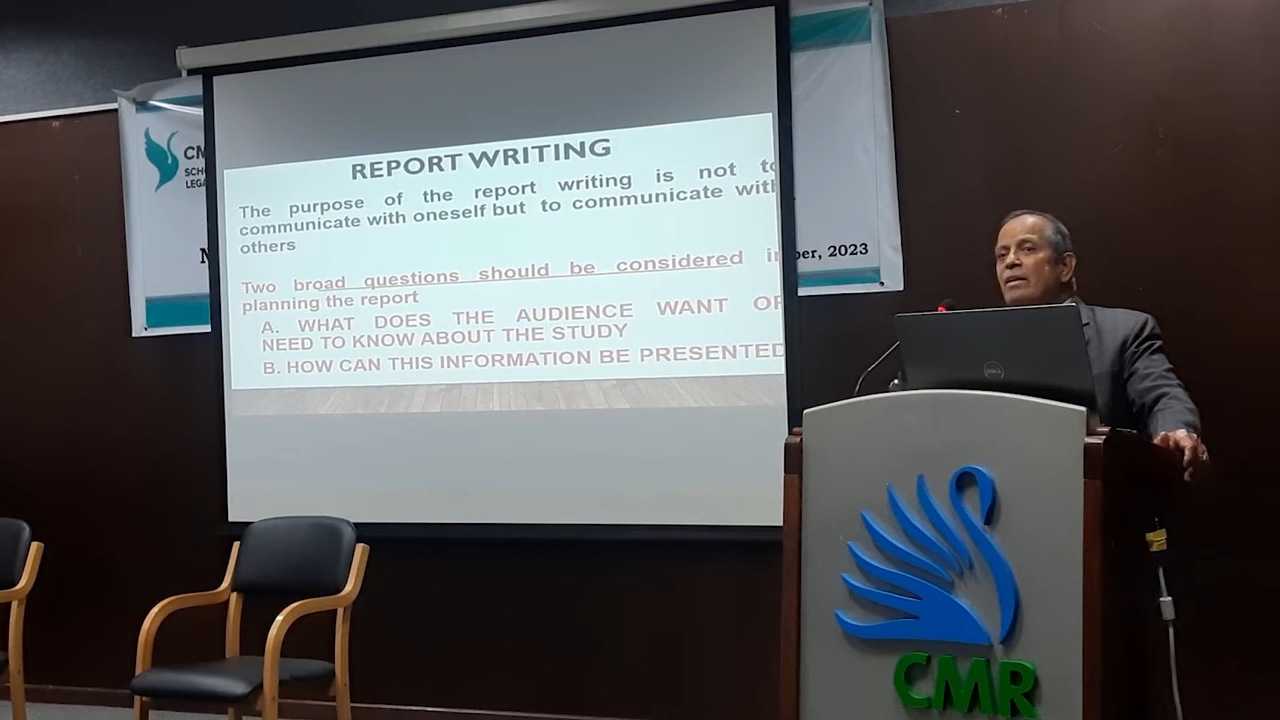 REPORT WRITING
The purpose of the report writing is not to
communicate with oneself but to communicate with
others
Two broad questions should be considered in
planning the report
A. WHAT DOES THE AUDIENCE WANT OR
NEED TO KNOW ABOUT THE STUDY
B. HOW CAN THIS INFORMATION BE PRESENTED
2023
DELL
CMR